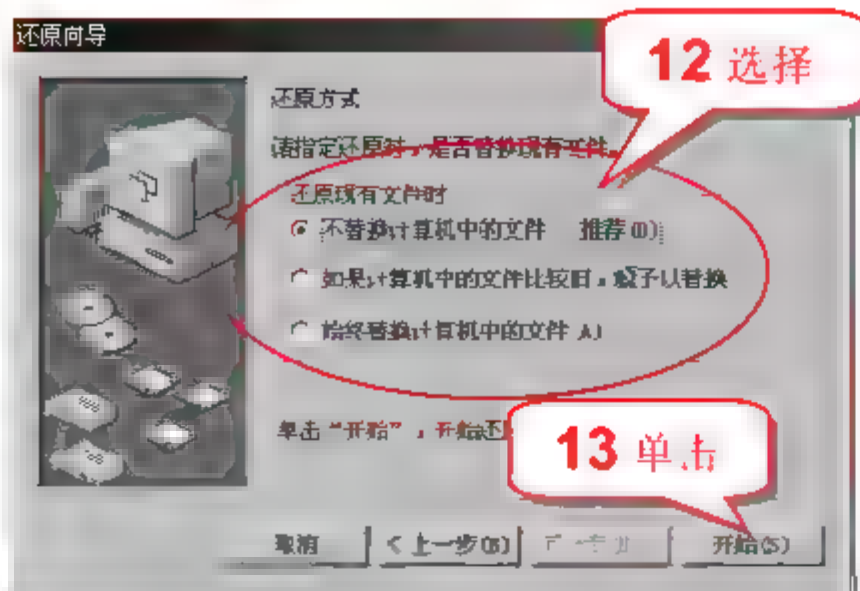 还原向导
12 选择
还原方式
请指定还原时,是否替换现有文件。
还原现有文件时
不替换计算机中的文件 推荐
如果计算机中的文件比较旧,予以替换
始终替换计算机中的文件 A)
单击“开始”,开始还
13 单击
取消
< 上一步(B)
开始(S)